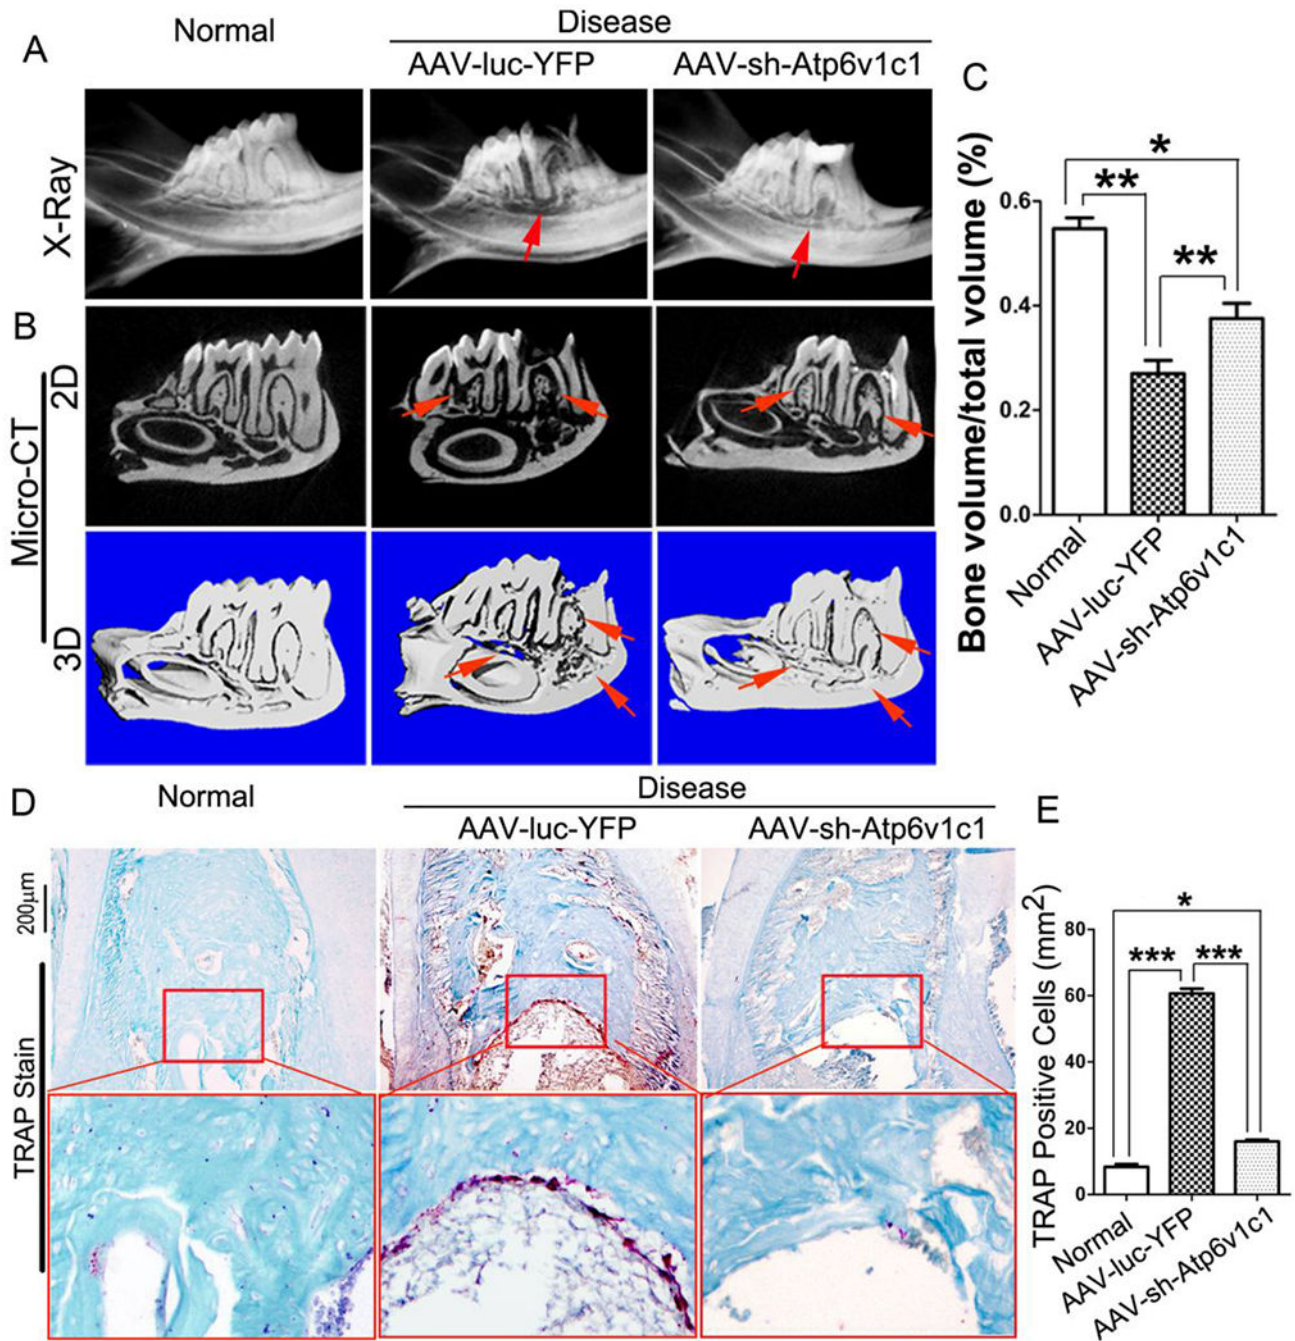 A
Normal
Disease
AAV-luc-YFP
AAV-sh-Atp6v1c1
X-Ray
B
Micro-CT
2D
3D
C
Bone volume/total volume (%)
*
**
**
0.6
0.4
0.2
0.0
Normal
AAV-luc-YFP
AAV-sh-Atp6v1c1
D
Normal
Disease
AAV-luc-YFP
AAV-sh-Atp6v1c1
200μm
TRAP Stain
E
TRAP Positive Cells (mm²)
*
***
***
80
60
40
20
0
Normal
AAV-luc-YFP
AAV-sh-Atp6v1c1